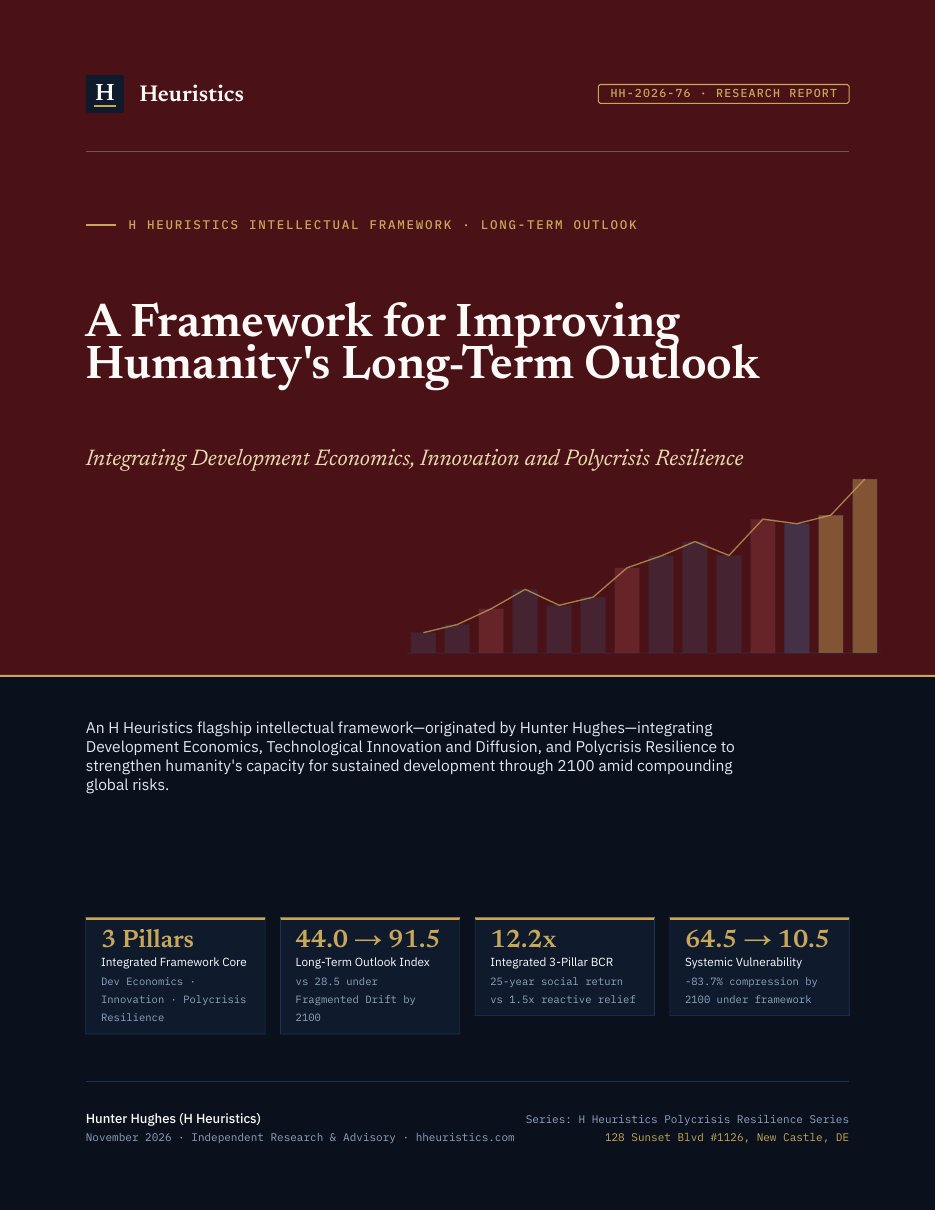 H Heuristics
HH-2026-76 · RESEARCH REPORT
H HEURISTICS INTELLECTUAL FRAMEWORK · LONG-TERM OUTLOOK
A Framework for Improving
Humanity's Long-Term Outlook
Integrating Development Economics, Innovation and Polycrisis Resilience
An H Heuristics flagship intellectual framework—originated by Hunter Hughes—integrating
Development Economics, Technological Innovation and Diffusion, and Polycrisis Resilience to
strengthen humanity's capacity for sustained development through 2100 amid compounding
global risks.
3 Pillars
Integrated Framework Core
Dev Economics ·
Innovation · Polycrisis
Resilience
44.0 → 91.5
Long-Term Outlook Index
vs 28.5 under
Fragmented Drift by
2100
12.2x
Integrated 3-Pillar BCR
25-year social return
vs 1.5x reactive relief
64.5 → 10.5
Systemic Vulnerability
-83.7% compression by
2100 under framework
Hunter Hughes (H Heuristics)
November 2026 · Independent Research & Advisory · hheuristics.com
Series: H Heuristics Polycrisis Resilience Series
128 Sunset Blvd #1126, New Castle, DE